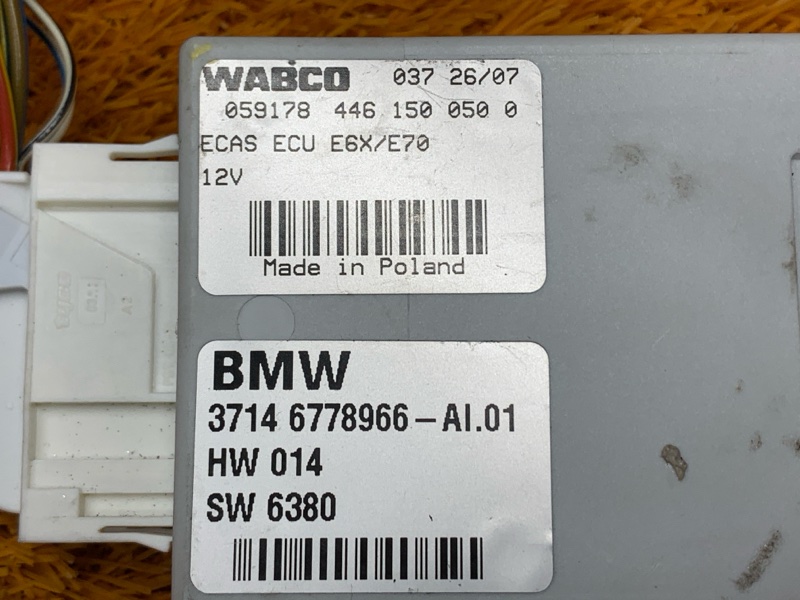 WABCO 037 26/07
059178 446 150 050 0
ECAS ECU E6X/E70
12V
Made in Poland
BMW
3714 6778966-AI.01
HW 014
SW 6380